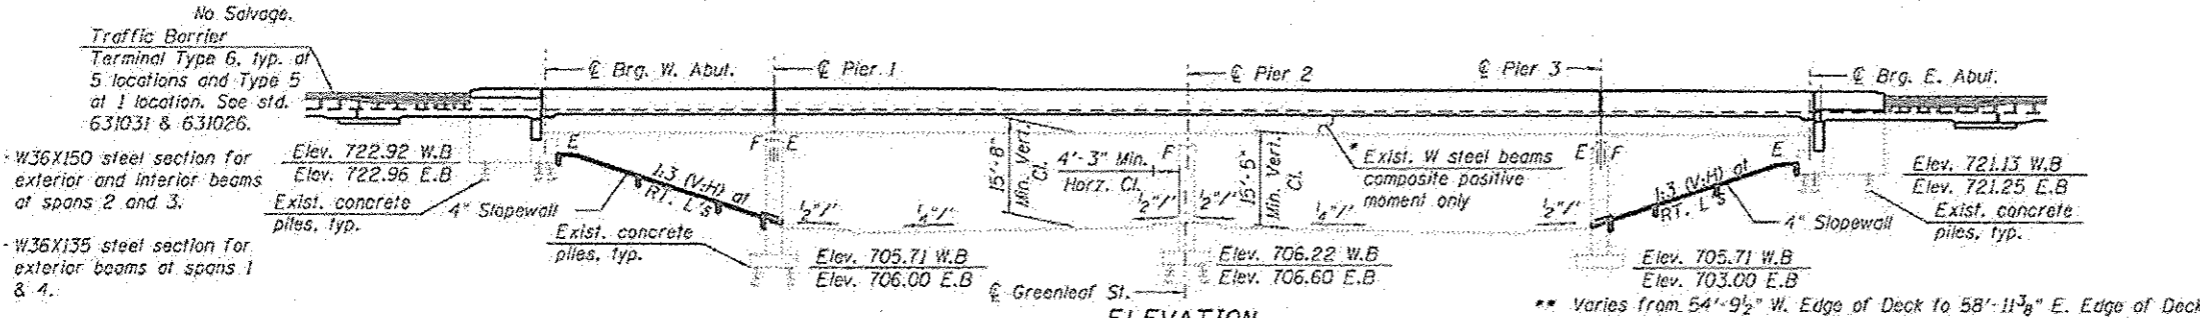 No Salvage.
Traffic Barrier
Terminal Type 6, typ. at
5 locations and Type 5
at 1 location. See std.
631031 & 631026.
℄ Brg. W. Abut.
℄ Pier 1
℄ Pier 2
℄ Pier 3
℄ Brg. E. Abut.
W36X150 steel section for
exterior and interior beams
at spans 2 and 3.
W36X135 steel section for
exterior beams at spans 1
& 4.
Elev. 722.92 W.B
Elev. 722.96 E.B
Exist. concrete
piles, typ.
E
1:3 (V:H) at
RT. L's
4" Slopewall
Exist. concrete
piles, typ.
F E
½"/'
¼"/'
15'-8"
Min. Vert.
Cl.
4'-3" Min.
Horz. Cl.
F
½"/'
½"/'
15'-5"
Min. Vert.
Cl.
* Exist. W steel beams
composite positive
moment only
¼"/'
½"/'
E F
E
1:3 (V:H) at
RT. L's
4" Slopewall
Elev. 721.13 W.B
Elev. 721.25 E.B
Exist. concrete
piles, typ.
Elev. 705.71 W.B
Elev. 706.00 E.B
℄ Greenleaf St.
Elev. 706.22 W.B
Elev. 706.60 E.B
Elev. 705.71 W.B
Elev. 703.00 E.B
** Varies from 54'-9½" W. Edge of Deck to 58'-11⅜" E. Edge of Deck
ELEVATION